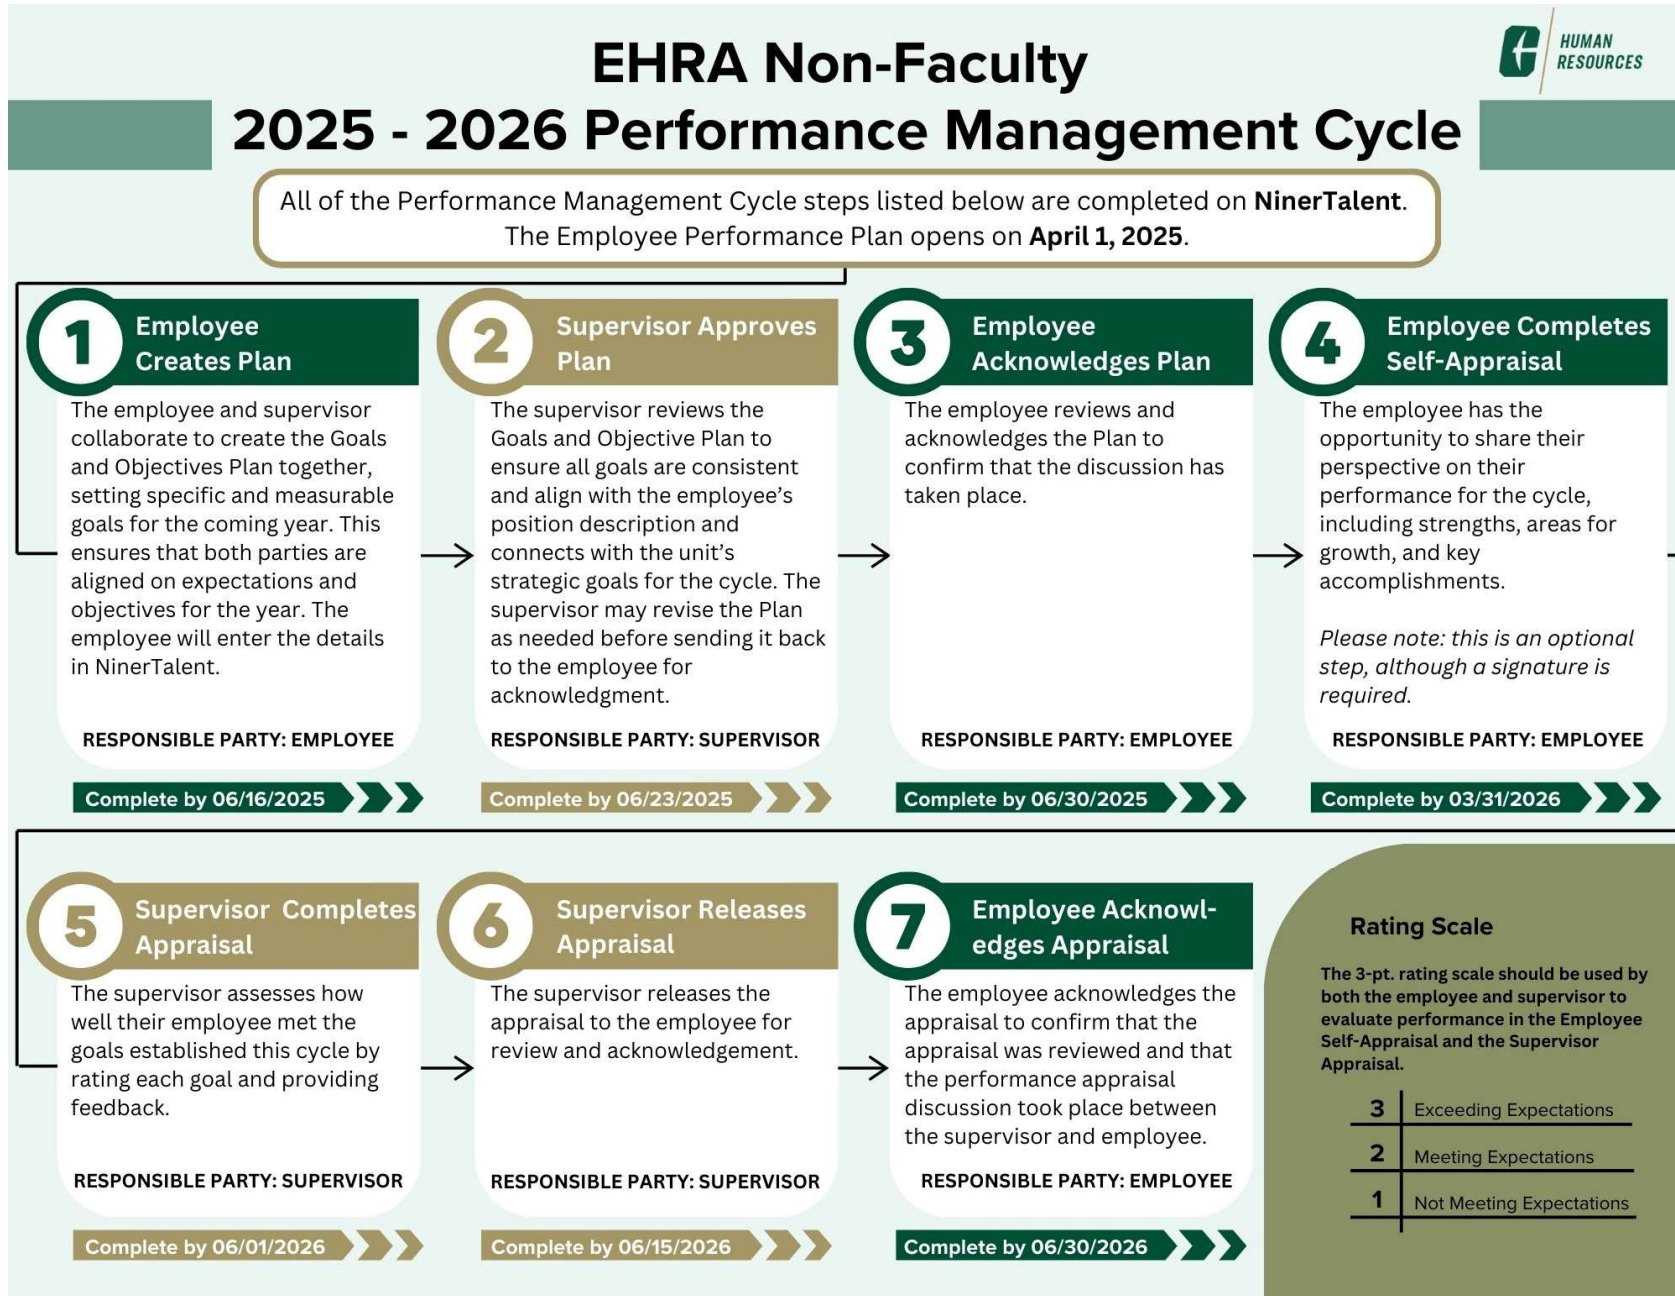 HUMAN
RESOURCES
EHRA Non-Faculty
2025 - 2026 Performance Management Cycle
All of the Performance Management Cycle steps listed below are completed on NinerTalent.
The Employee Performance Plan opens on April 1, 2025.
1
Employee
Creates Plan
The employee and supervisor
collaborate to create the Goals
and Objectives Plan together,
setting specific and measurable
goals for the coming year. This
ensures that both parties are
aligned on expectations and
objectives for the year. The
employee will enter the details
in NinerTalent.
RESPONSIBLE PARTY: EMPLOYEE
Complete by 06/16/2025
2
Supervisor Approves
Plan
The supervisor reviews the
Goals and Objective Plan to
ensure all goals are consistent
and align with the employee’s
position description and
connects with the unit’s
strategic goals for the cycle. The
supervisor may revise the Plan
as needed before sending it back
to the employee for
acknowledgment.
RESPONSIBLE PARTY: SUPERVISOR
Complete by 06/23/2025
3
Employee
Acknowledges Plan
The employee reviews and
acknowledges the Plan to
confirm that the discussion has
taken place.
RESPONSIBLE PARTY: EMPLOYEE
Complete by 06/30/2025
4
Employee Completes
Self-Appraisal
The employee has the
opportunity to share their
perspective on their
performance for the cycle,
including strengths, areas for
growth, and key
accomplishments.
Please note: this is an optional
step, although a signature is
required.
RESPONSIBLE PARTY: EMPLOYEE
Complete by 03/31/2026
5
Supervisor Completes
Appraisal
The supervisor assesses how
well their employee met the
goals established this cycle by
rating each goal and providing
feedback.
RESPONSIBLE PARTY: SUPERVISOR
Complete by 06/01/2026
6
Supervisor Releases
Appraisal
The supervisor releases the
appraisal to the employee for
review and acknowledgement.
RESPONSIBLE PARTY: SUPERVISOR
Complete by 06/15/2026
7
Employee Acknowl-
edges Appraisal
The employee acknowledges the
appraisal to confirm that the
appraisal was reviewed and that
the performance appraisal
discussion took place between
the supervisor and employee.
RESPONSIBLE PARTY: EMPLOYEE
Complete by 06/30/2026
Rating Scale
The 3-pt. rating scale should be used by
both the employee and supervisor to
evaluate performance in the Employee
Self-Appraisal and the Supervisor
Appraisal.
3 Exceeding Expectations
2 Meeting Expectations
1 Not Meeting Expectations